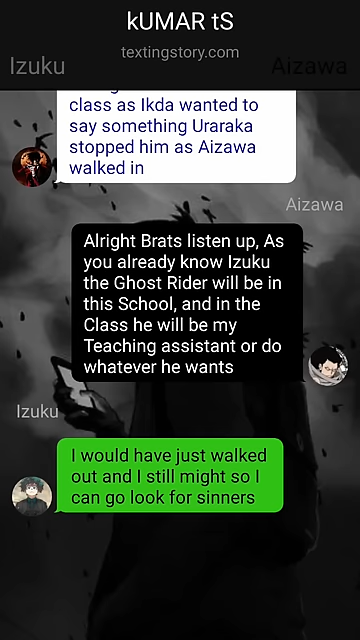 kUMAR tS
textingstory.com
Izuku
Aizawa
class as Ikda wanted to
say something Uraraka
stopped him as Aizawa
walked in
Aizawa
Alright Brats listen up, As
you already know Izuku
the Ghost Rider will be in
this School, and in the
Class he will be my
Teaching assistant or do
whatever he wants
Izuku
I would have just walked
out and I still might so I
can go look for sinners